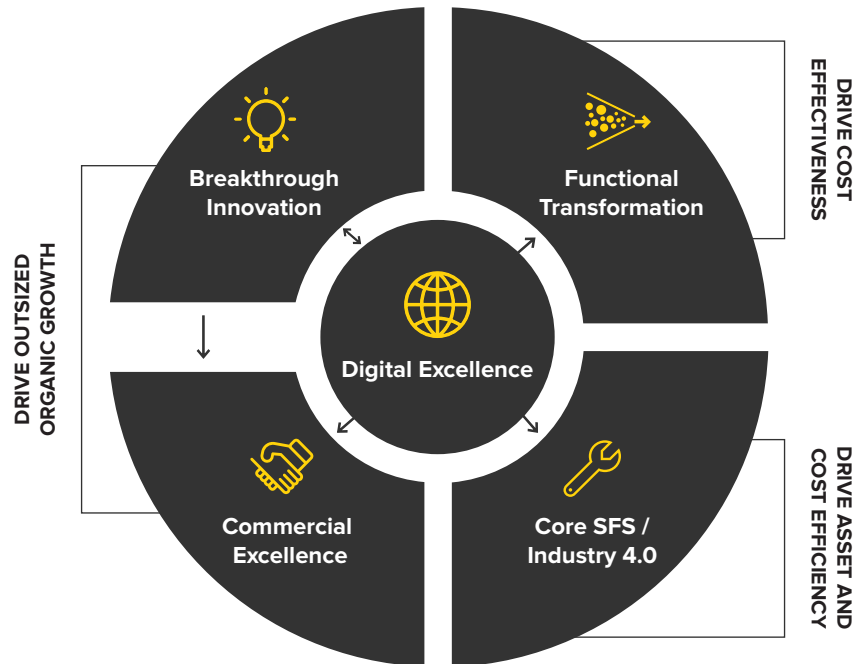 DRIVE OUTSIZED
ORGANIC GROWTH
Breakthrough
Innovation
Functional
Transformation
DRIVE COST
EFFECTIVENESS
Digital Excellence
Commercial
Excellence
Core SFS /
Industry 4.0
DRIVE ASSET AND
COST EFFICIENCY